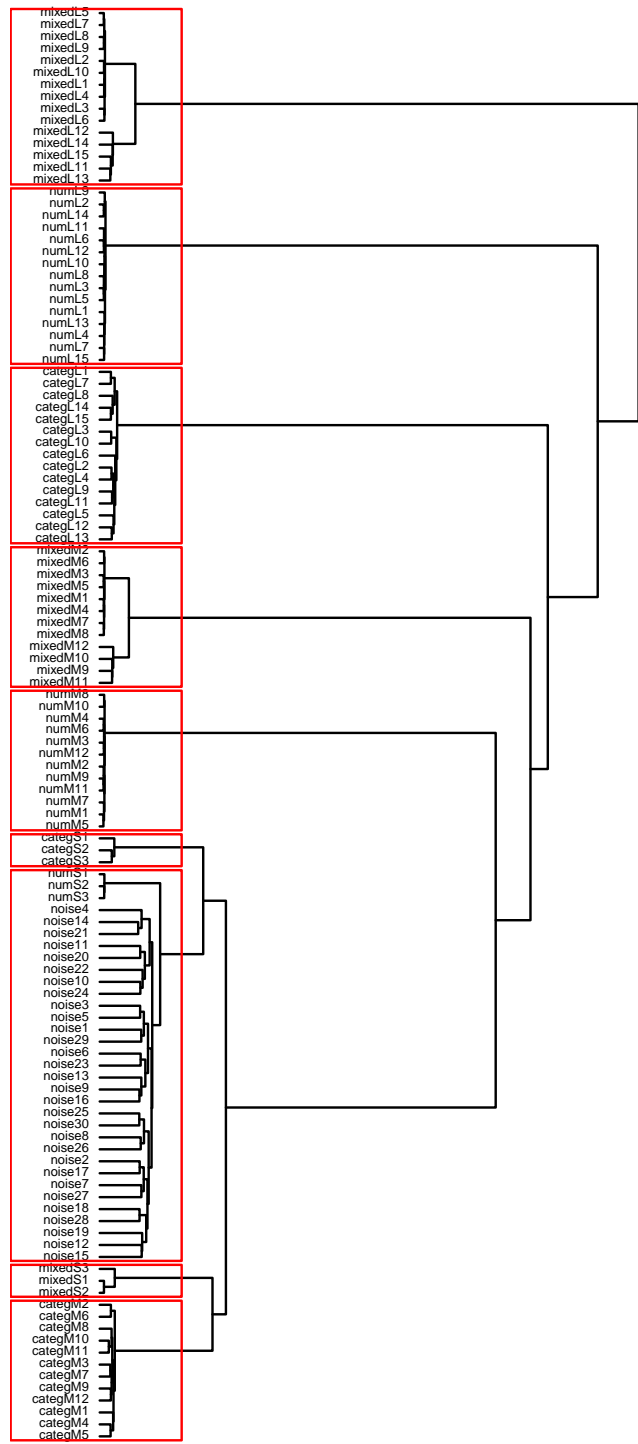 mixedL5
mixedL7
mixedL8
mixedL9
mixedL2
mixedL10
mixedL1
mixedL4
mixedL3
mixedL6
mixedL12
mixedL14
mixedL15
mixedL11
mixedL13
numL9
numL2
numL14
numL11
numL6
numL12
numL10
numL8
numL3
numL5
numL1
numL13
numL4
numL7
numL15
categL1
categL7
categL8
categL14
categL15
categL3
categL10
categL6
categL2
categL4
categL9
categL11
categL5
categL12
categL13
mixedM2
mixedM6
mixedM3
mixedM5
mixedM1
mixedM4
mixedM7
mixedM8
mixedM12
mixedM10
mixedM9
mixedM11
numM8
numM10
numM4
numM6
numM3
numM12
numM2
numM9
numM11
numM7
numM1
numM5
categS1
categS2
categS3
numS1
numS2
numS3
noise4
noise14
noise21
noise11
noise20
noise22
noise10
noise24
noise3
noise5
noise1
noise29
noise6
noise23
noise13
noise9
noise16
noise25
noise30
noise8
noise26
noise2
noise17
noise7
noise27
noise18
noise28
noise19
noise12
noise15
mixedS3
mixedS1
mixedS2
categM2
categM6
categM8
categM10
categM11
categM3
categM7
categM9
categM12
categM1
categM4
categM5